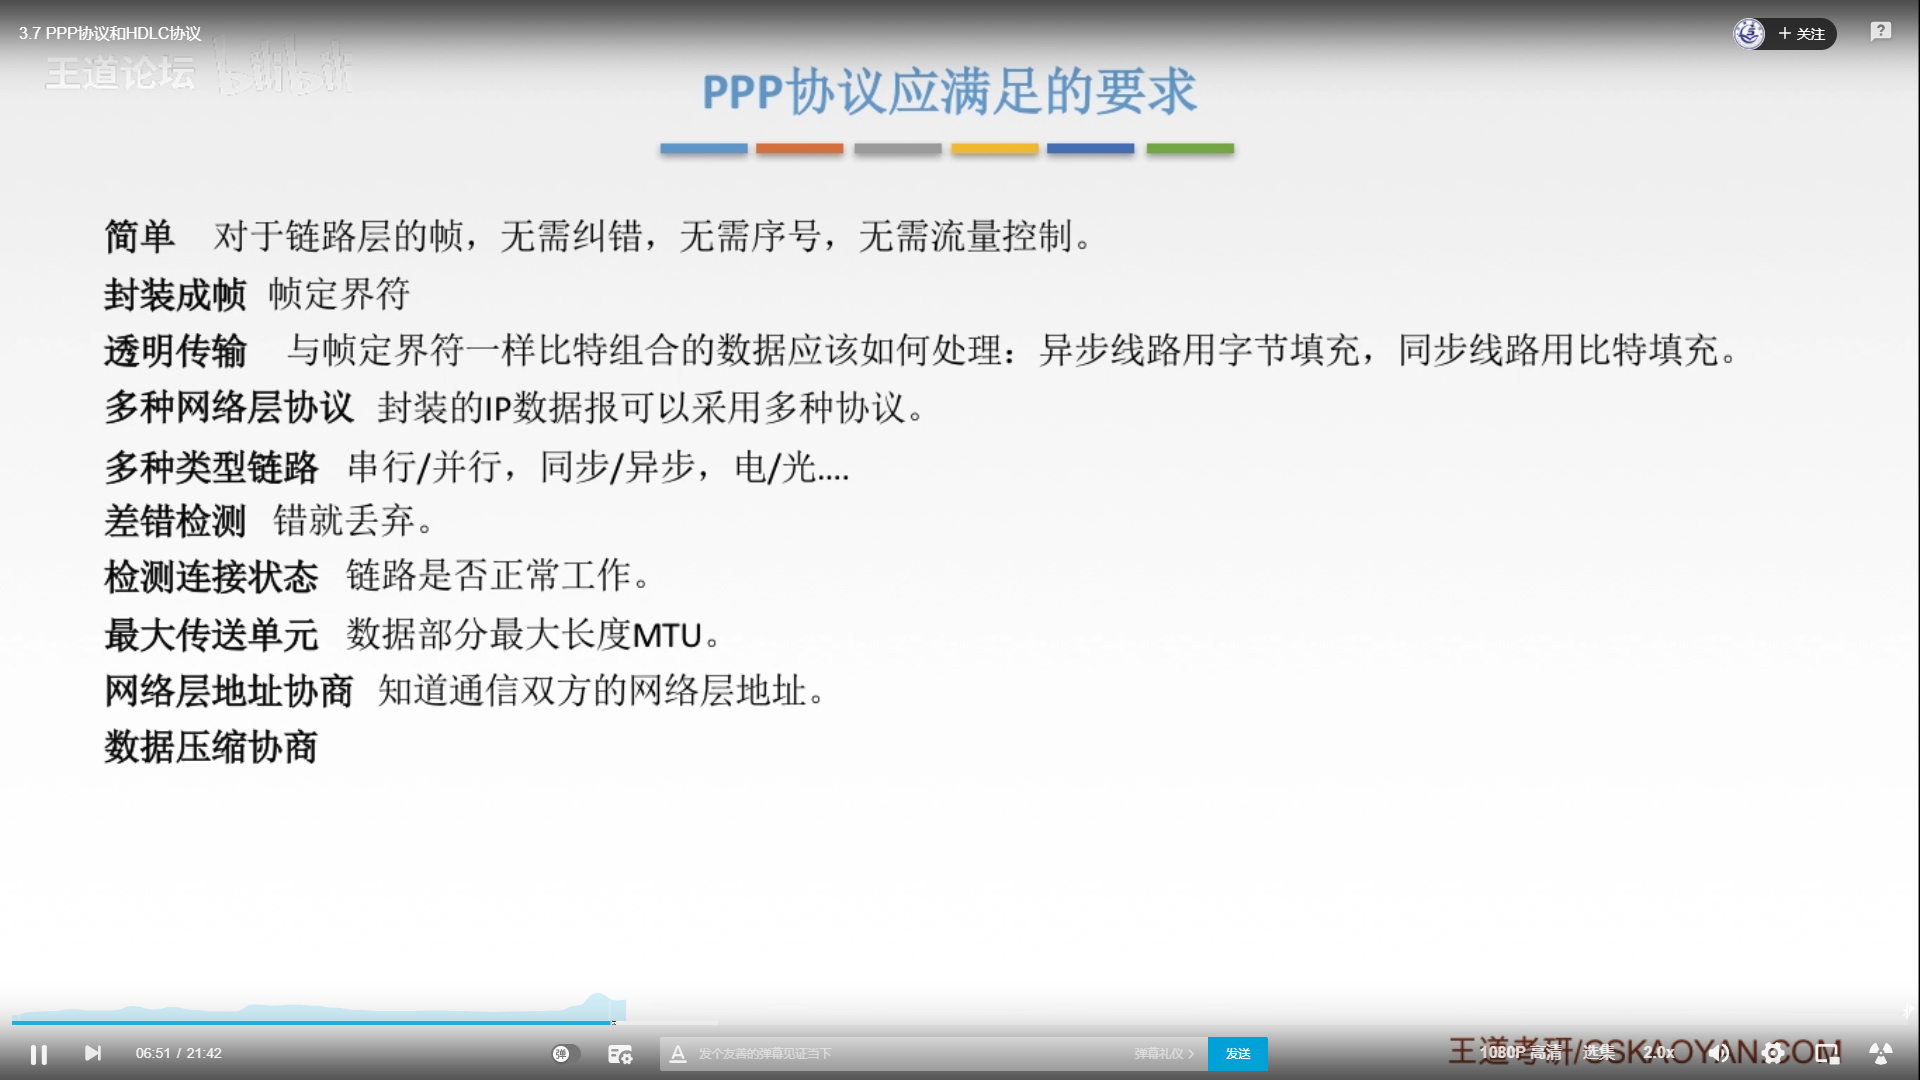 3.7 PPP协议和HDLC协议
关注
王道论坛 bilibili
PPP协议应满足的要求
简单 对于链路层的帧，无需纠错，无需序号，无需流量控制。
封装成帧 帧定界符
透明传输 与帧定界符一样比特组合的数据应该如何处理：异步线路用字节填充，同步线路用比特填充。
多种网络层协议 封装的IP数据报可以采用多种协议。
多种类型链路 串行/并行，同步/异步，电/光....
差错检测 错就丢弃。
检测连接状态 链路是否正常工作。
最大传送单元 数据部分最大长度MTU。
网络层地址协商 知道通信双方的网络层地址。
数据压缩协商
06:51 / 21:42
弹
A 发个友善的弹幕见证当下
弹幕礼仪 >
发送
王道考研/CSKAOYAN.COM
1080P 高清
选集
2.0x